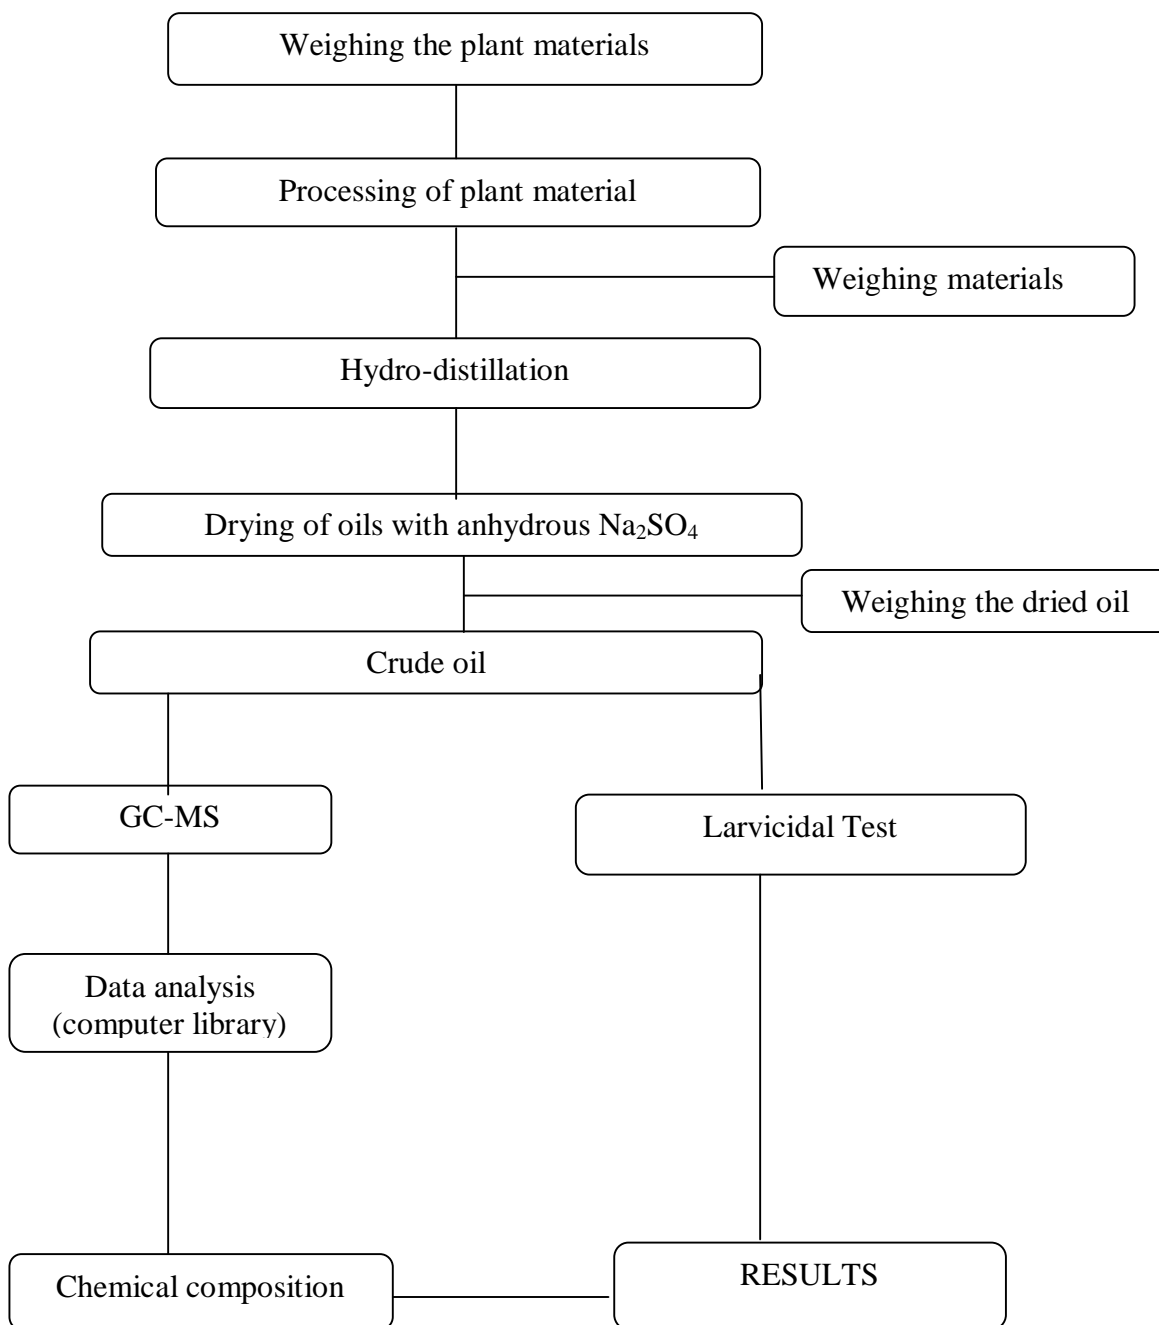 Weighing the plant materials
Processing of plant material
Weighing materials
Hydro-distillation
Drying of oils with anhydrous Na₂SO₄
Weighing the dried oil
Crude oil
GC-MS
Larvicidal Test
Data analysis
(computer library)
Chemical composition
RESULTS